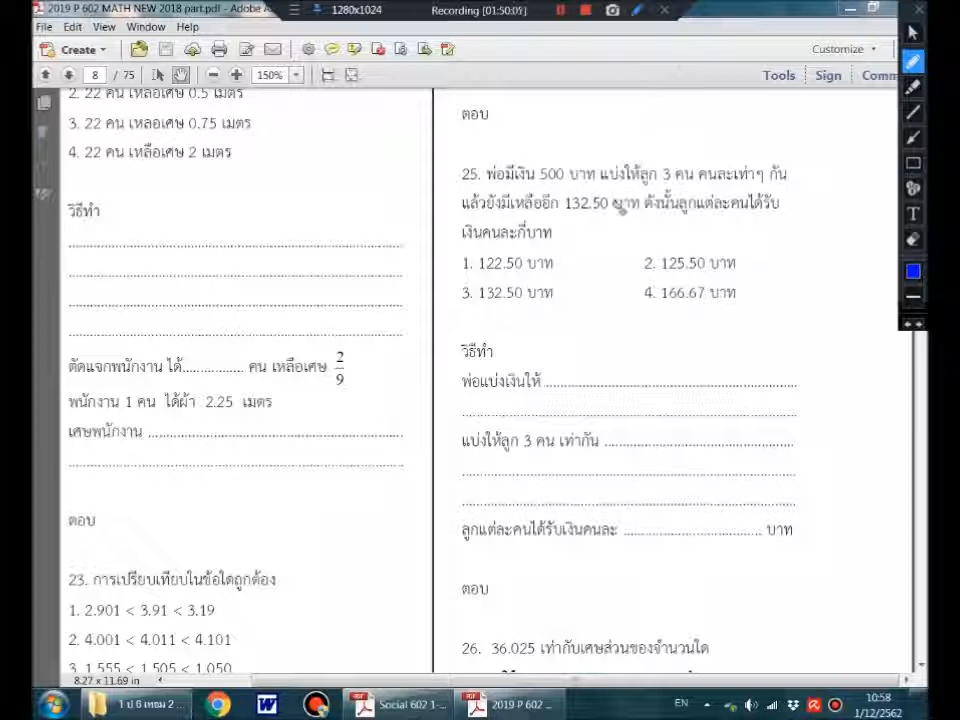 2019 P 602 MATH NEW 2018 part.pdf - Adobe A
1280x1024
Recording [01:50:01]
File Edit View Window Help
Create
Customize
8 / 75
150%
Tools Sign Comm
2. 22 คน เหลือเศษ 0.5 เมตร
3. 22 คน เหลอเศษ 0.75 เมตร
4. 22 คน เหลือเศษ 2 เมตร
วิธีทำ
ตัดแจกพนักงาน ได้................ คน เหลือเศษ 2/9
พนักงาน 1 คน ได้ผ้า 2.25 เมตร
เศษพนักงาน
ตอบ
23. การเปรียบเทียบในข้อใดถูกต้อง
1. 2.901 < 3.91 < 3.19
2. 4.001 < 4.011 < 4.101
3. 1.555 < 1.505 < 1.050
ตอบ
25. พ่อมีเงิน 500 บาท แบ่งให้ลูก 3 คน คนละเท่าๆ กัน
แล้วยังมีเหลืออีก 132.50 บาท ดังนั้นลูกแต่ละคนได้รับ
เงินคนละกี่บาท
1. 122.50 บาท 2. 125.50 บาท
3. 132.50 บาท 4. 166.67 บาท
วิธีทำ
พ่อแบ่งเงินให้
แบ่งให้ลูก 3 คน เท่ากัน
ลูกแต่ละคนได้รับเงินคนละ .................................... บาท
ตอบ
26. 36.025 เท่ากับเศษส่วนของจำนวนใด
8.27 x 11.69 in
1 ป 6 เทอม 2 ...
Social 602 1-...
2019 P 602 ...
EN
10:58
1/12/2562